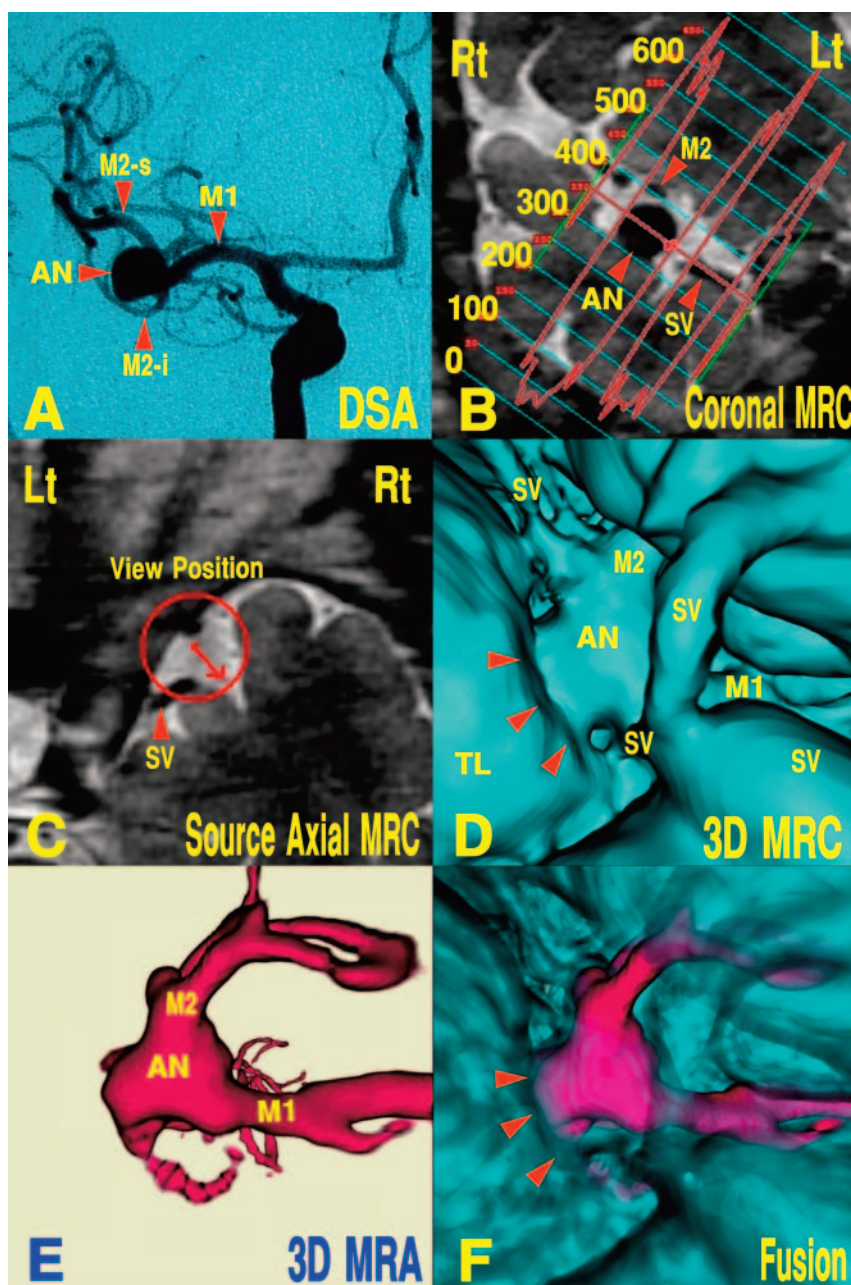 M2-s
M1
AN
M2-i
A
DSA
Rt
Lt
600
500
M2
400
300
200
AN
100
SV
0
B
Coronal MRC
Lt
Rt
View Position
SV
C
Source Axial MRC
SV
M2
SV
AN
M1
SV
TL
SV
D
3D MRC
M2
AN
M1
E
3D MRA
F
Fusion